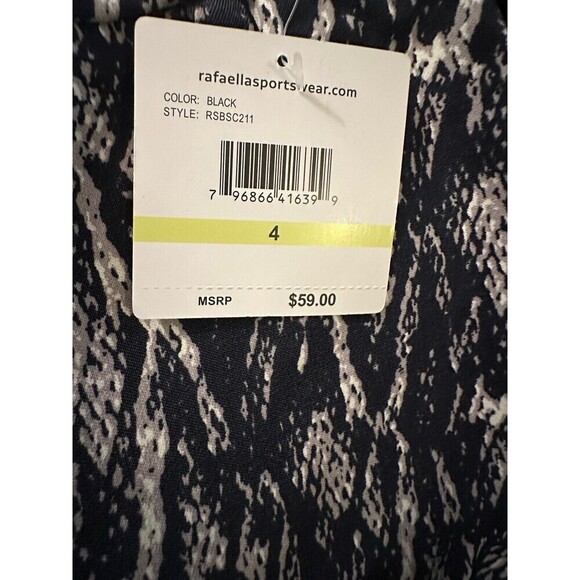 rafaellasportswear.com
COLOR: BLACK
STYLE: RSBSC211
7 96866 41639 9
4
MSRP $59.00